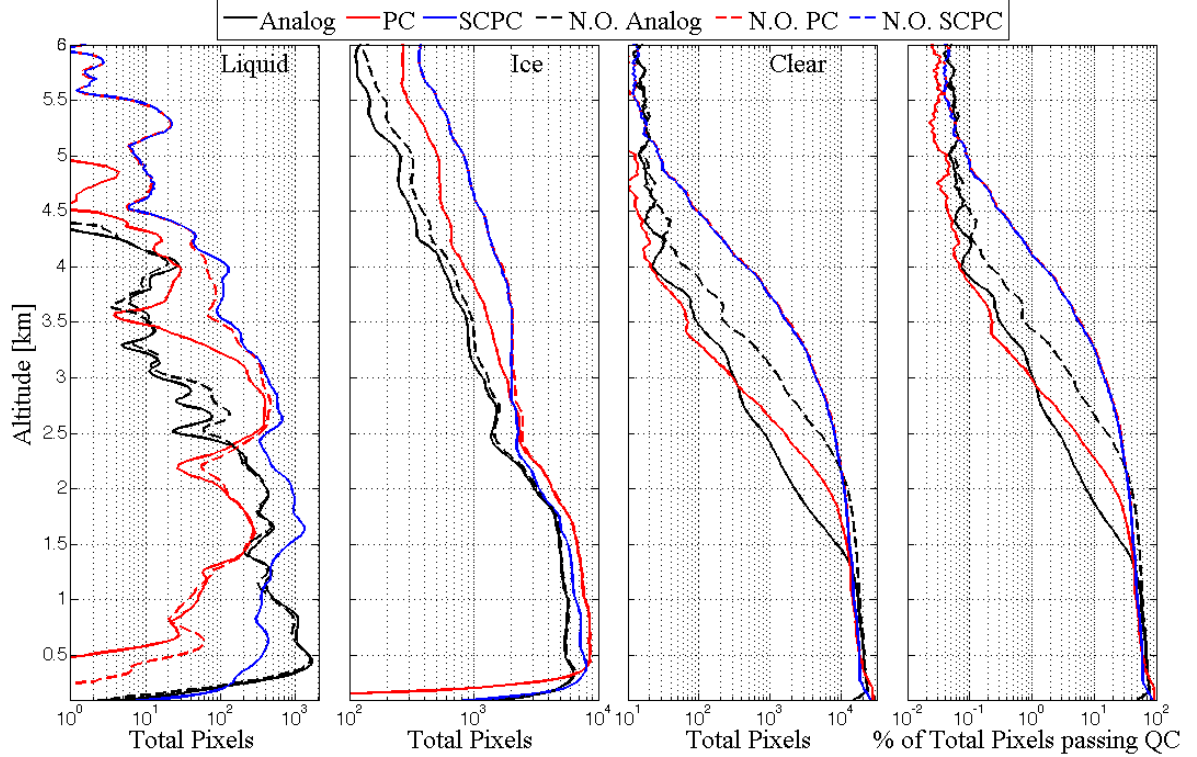 Analog PC SCPC N.O. Analog N.O. PC N.O. SCPC
Liquid Ice Clear
Altitude [km]
6
5.5
5
4.5
4
3.5
3
2.5
2
1.5
1
0.5
10^0 10^1 10^2 10^3
10^2 10^3 10^4
10^1 10^2 10^3 10^4
10^-2 10^-1 10^0 10^1 10^2
Total Pixels Total Pixels Total Pixels % of Total Pixels passing QC